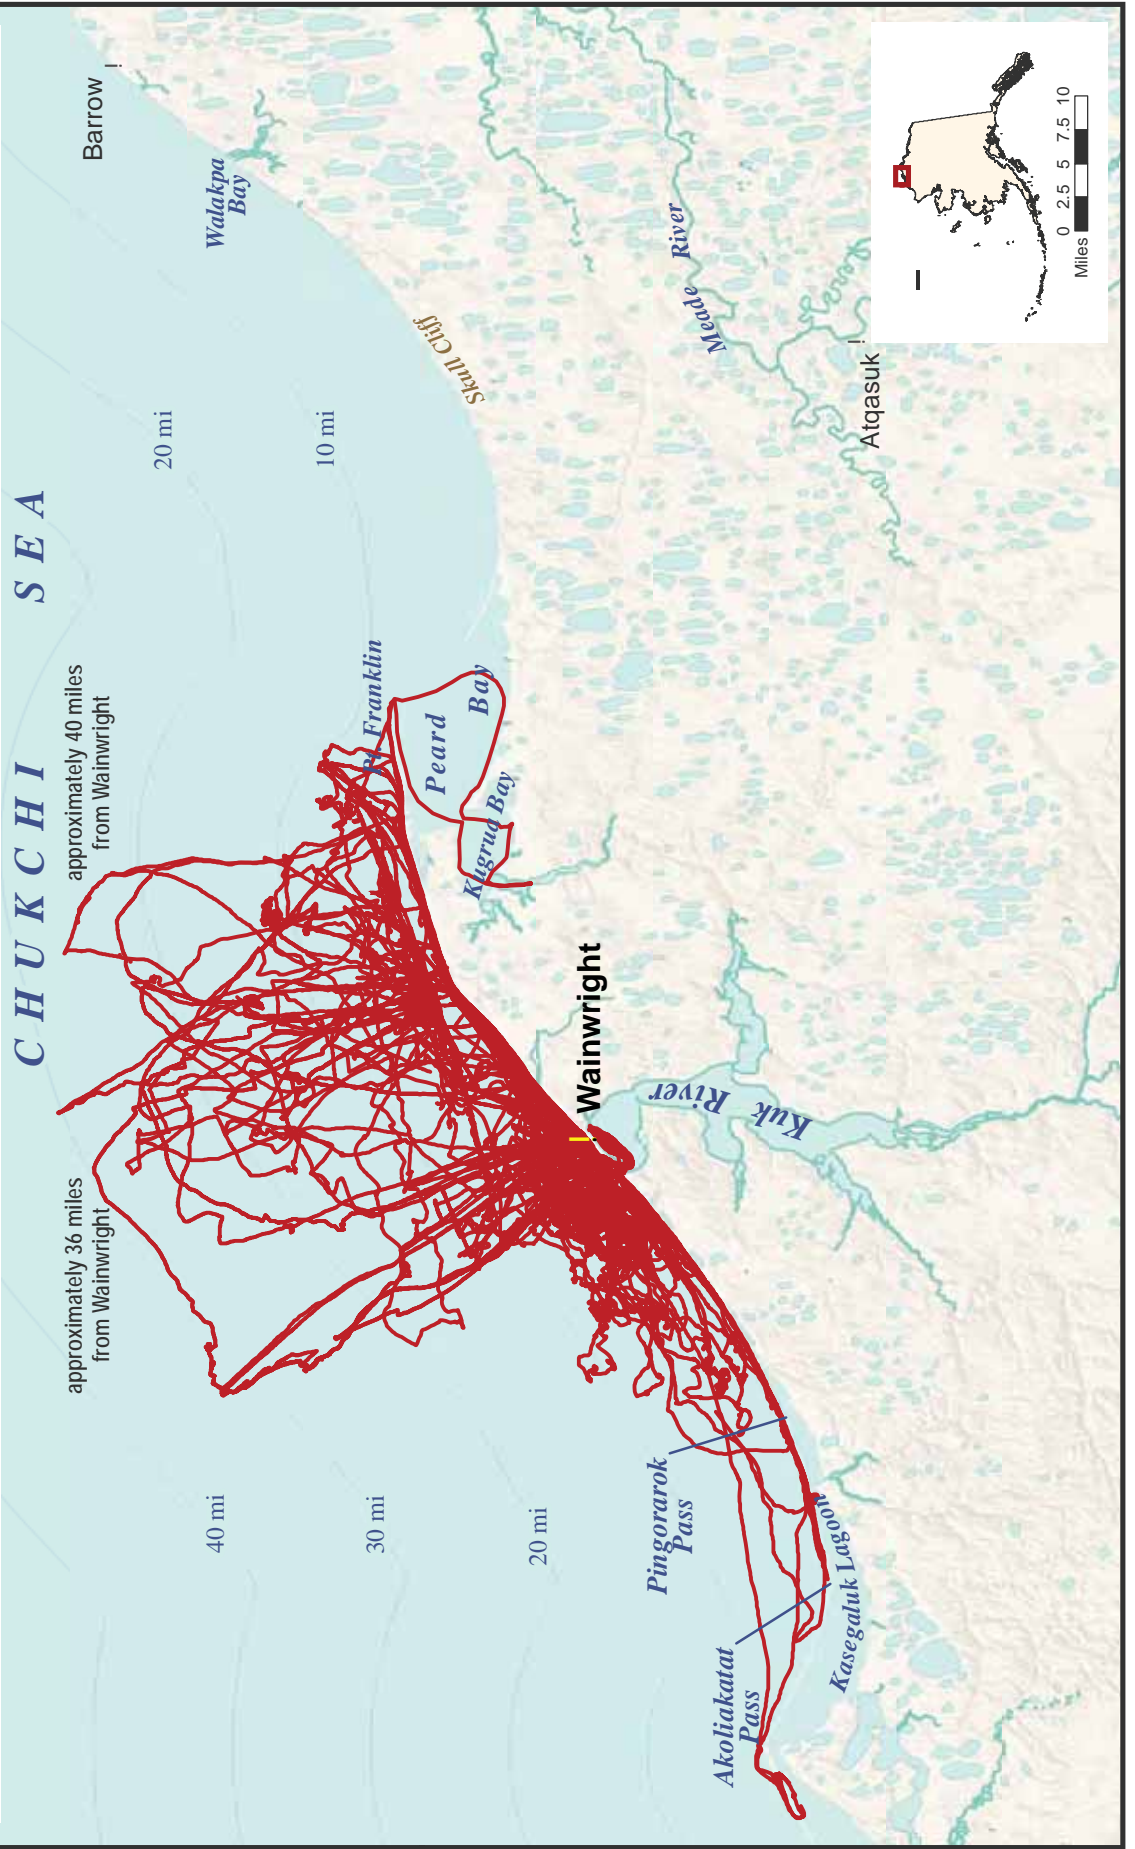 CHUKCHI SEA
approximately 36 miles
from Wainwright
approximately 40 miles
from Wainwright
Barrow
Walakpa
Bay
20 mi
10 mi
Skull Cliff
40 mi
30 mi
20 mi
Pt. Franklin
Peard
Bay
Kugrua Bay
Wainwright
Kuk River
Meade River
Atqasuk
Pingorarok
Pass
Akoliakatat
Pass
Kasegaluk Lagoon
0 2.5 5 7.5 10
Miles